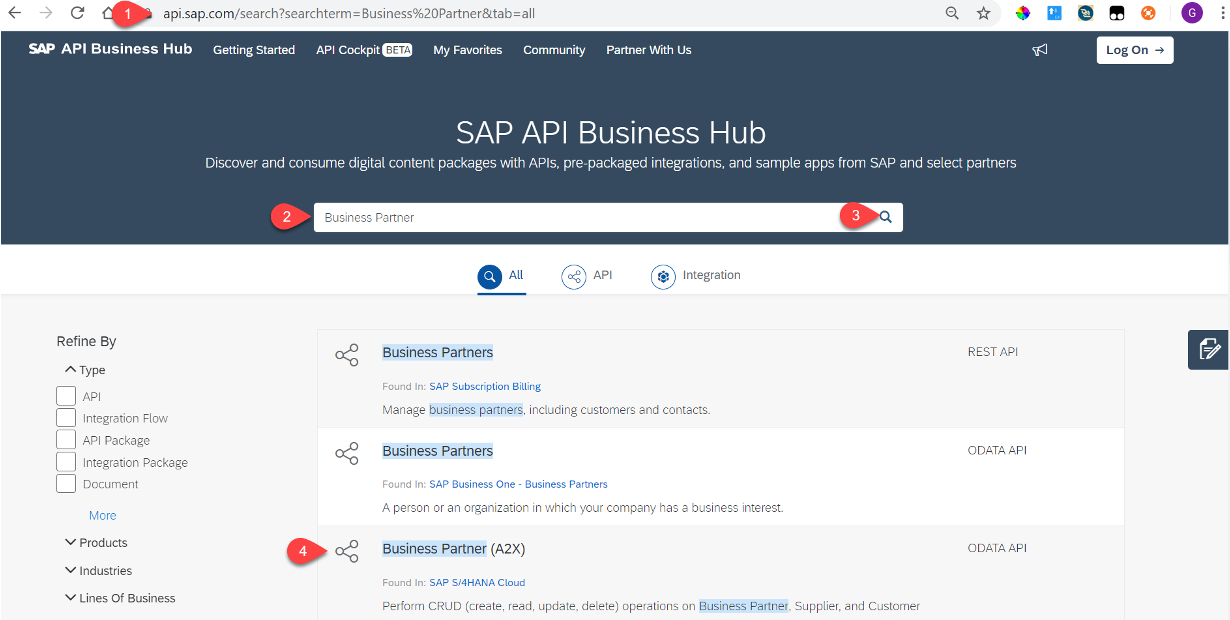 1
api.sap.com/search?searchterm=Business%20Partner&tab=all
G
SAP API Business Hub
Getting Started
API Cockpit BETA
My Favorites
Community
Partner With Us
Log On →
SAP API Business Hub
Discover and consume digital content packages with APIs, pre-packaged integrations, and sample apps from SAP and select partners
2
Business Partner
3
All
API
Integration
Refine By
Type
API
Integration Flow
API Package
Integration Package
Document
More
Products
Industries
Lines Of Business
Business Partners
REST API
Found In: SAP Subscription Billing
Manage business partners, including customers and contacts.
Business Partners
ODATA API
Found In: SAP Business One - Business Partners
A person or an organization in which your company has a business interest.
4
Business Partner (A2X)
ODATA API
Found In: SAP S/4HANA Cloud
Perform CRUD (create, read, update, delete) operations on Business Partner, Supplier, and Customer